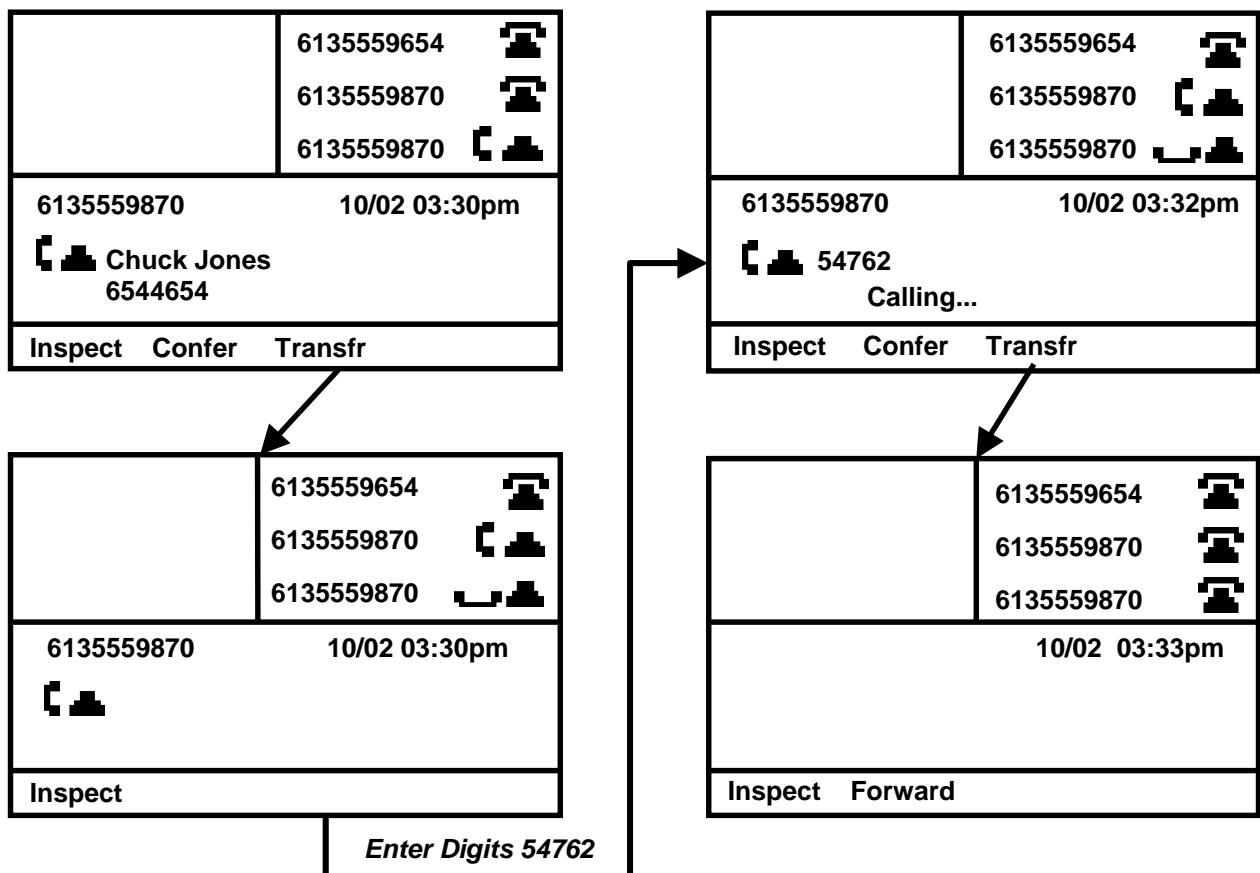 6135559654
6135559870
6135559870
6135559870 10/02 03:30pm
Chuck Jones
6544654
Inspect Confer Transfr
6135559654
6135559870
6135559870
6135559870 10/02 03:30pm
Inspect
Enter Digits 54762
6135559654
6135559870
6135559870
6135559870 10/02 03:32pm
54762
Calling...
Inspect Confer Transfr
6135559654
6135559870
6135559870
10/02 03:33pm
Inspect Forward